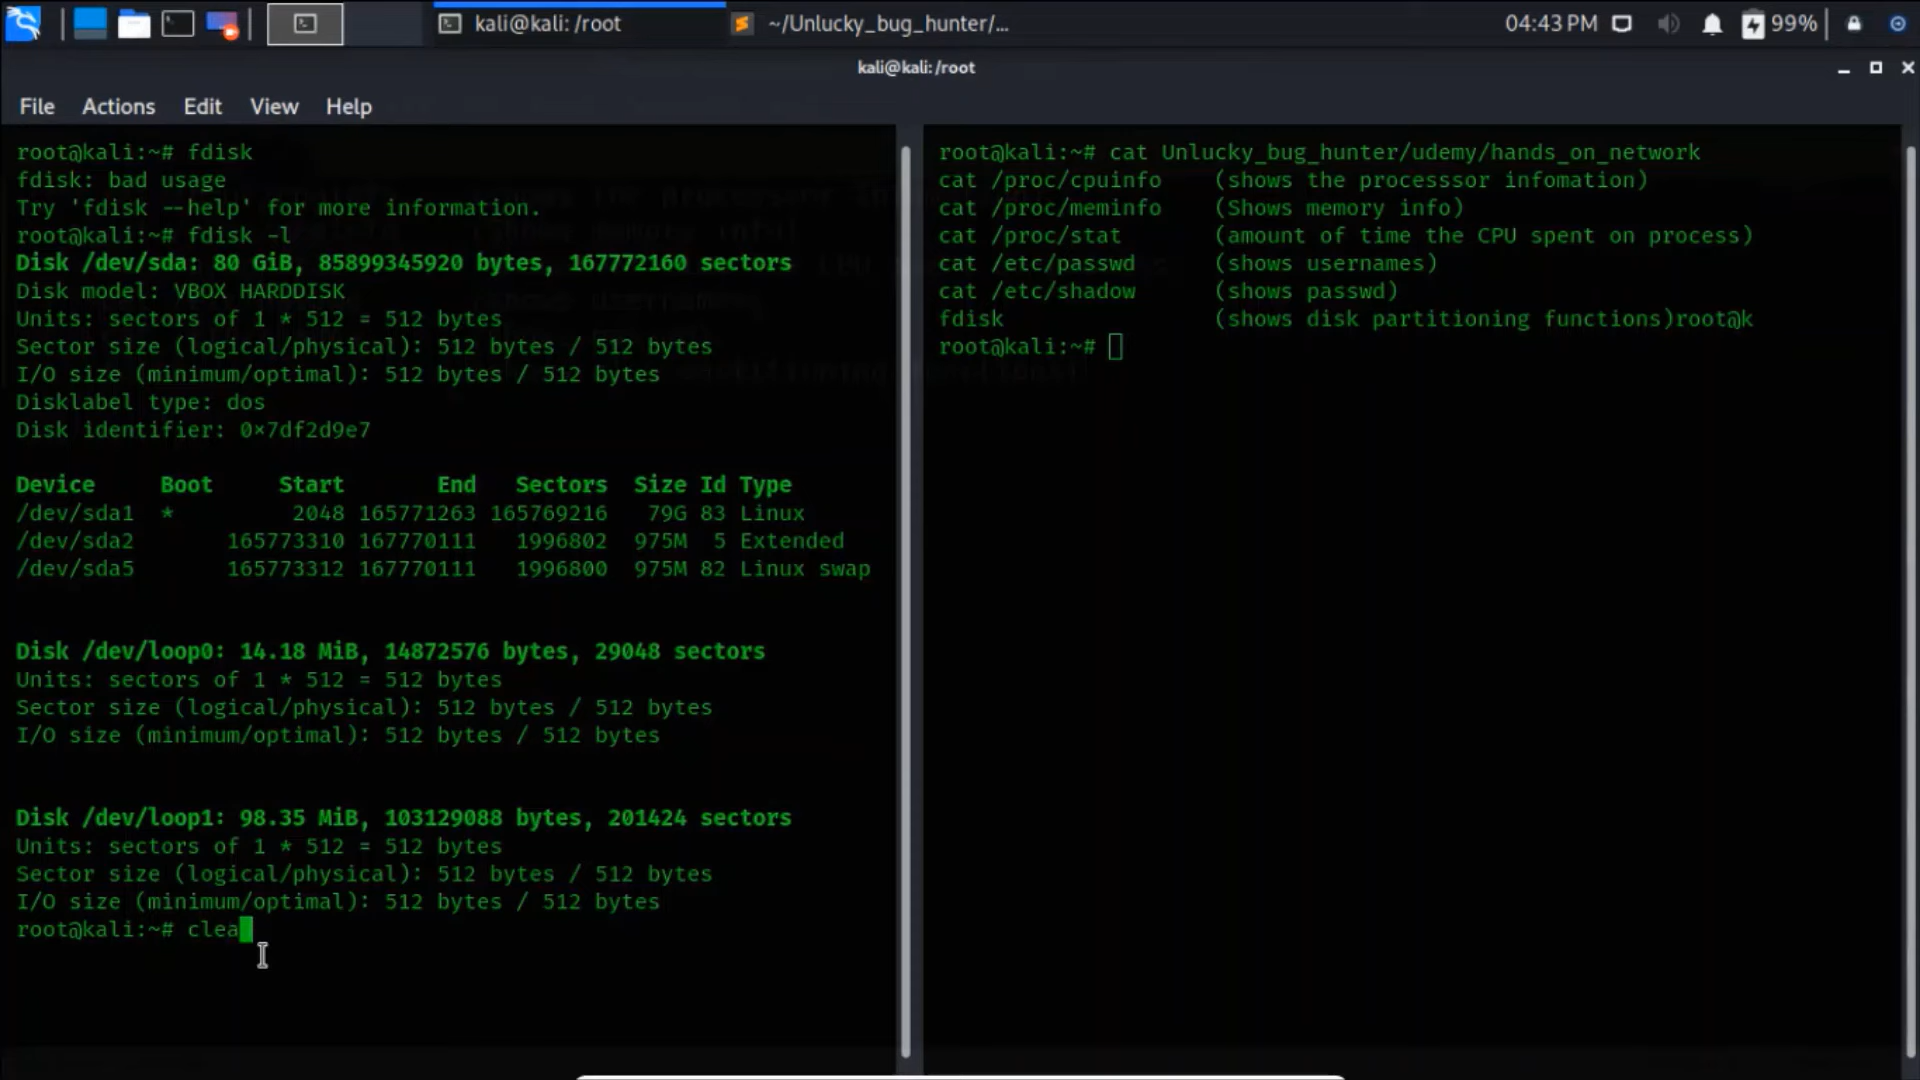 kali@kali: /root
~/Unlucky_bug_hunter/...
04:43 PM
99%
kali@kali: /root
File Actions Edit View Help
root@kali:~# fdisk
fdisk: bad usage
Try 'fdisk --help' for more information.
root@kali:~# fdisk -l
Disk /dev/sda: 80 GiB, 85899345920 bytes, 167772160 sectors
Disk model: VBOX HARDDISK
Units: sectors of 1 * 512 = 512 bytes
Sector size (logical/physical): 512 bytes / 512 bytes
I/O size (minimum/optimal): 512 bytes / 512 bytes
Disklabel type: dos
Disk identifier: 0x7df2d9e7
Device Boot Start End Sectors Size Id Type
/dev/sda1 * 2048 165771263 165769216 79G 83 Linux
/dev/sda2 165773310 167770111 1996802 975M 5 Extended
/dev/sda5 165773312 167770111 1996800 975M 82 Linux swap
Disk /dev/loop0: 14.18 MiB, 14872576 bytes, 29048 sectors
Units: sectors of 1 * 512 = 512 bytes
Sector size (logical/physical): 512 bytes / 512 bytes
I/O size (minimum/optimal): 512 bytes / 512 bytes
Disk /dev/loop1: 98.35 MiB, 103129088 bytes, 201424 sectors
Units: sectors of 1 * 512 = 512 bytes
Sector size (logical/physical): 512 bytes / 512 bytes
I/O size (minimum/optimal): 512 bytes / 512 bytes
root@kali:~# clea
root@kali:~# cat Unlucky_bug_hunter/udemy/hands_on_network
cat /proc/cpuinfo (shows the processsor infomation)
cat /proc/meminfo (Shows memory info)
cat /proc/stat (amount of time the CPU spent on process)
cat /etc/passwd (shows usernames)
cat /etc/shadow (shows passwd)
fdisk (shows disk partitioning functions)root@k
root@kali:~#